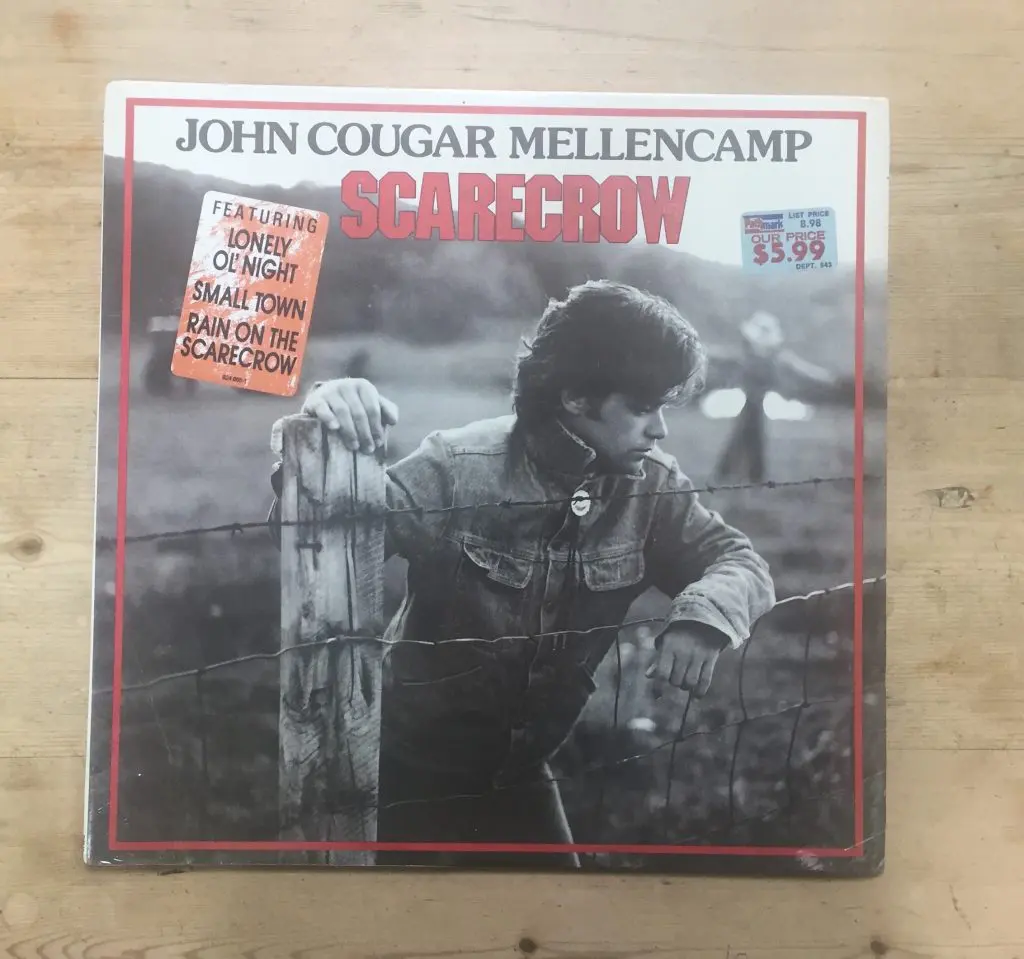 JOHN COUGAR MELLENCAMP
SCARECROW
FEATURING
LONELY
OL' NIGHT
SMALL TOWN
RAIN ON THE
SCARECROW
LIST PRICE
8.98
OUR PRICE
$5.99
DEPT. 543